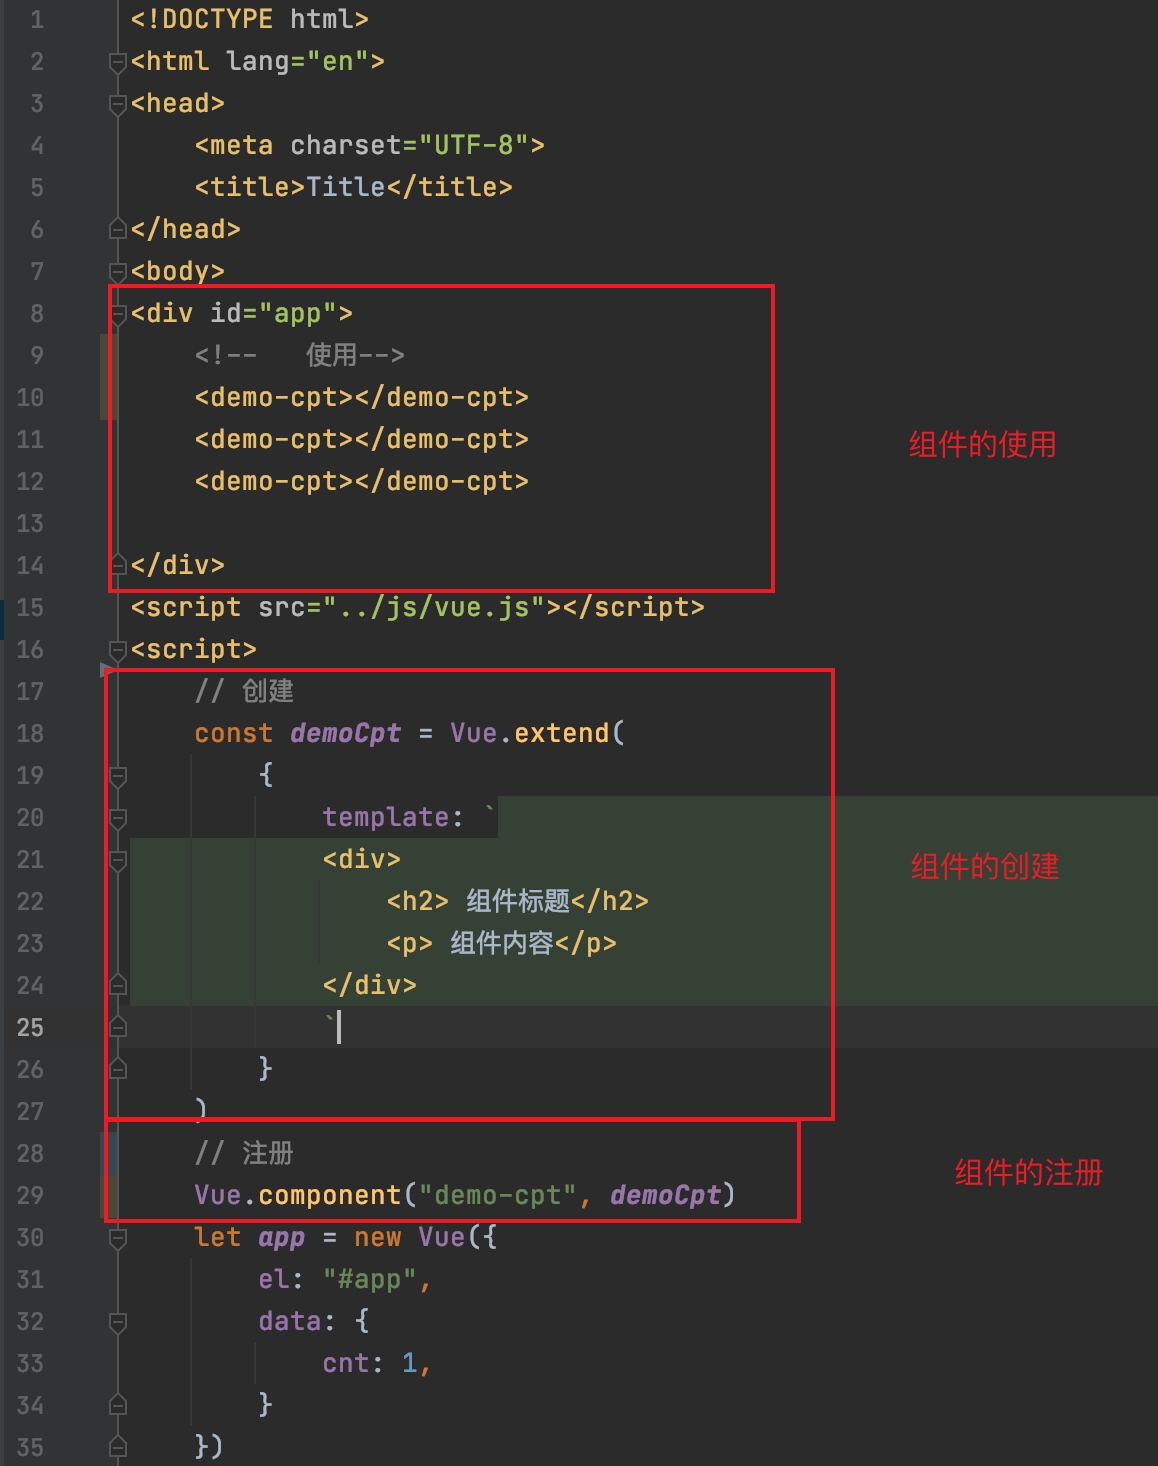 1 <!DOCTYPE html>
2 <html lang="en">
3 <head>
4     <meta charset="UTF-8">
5     <title>Title</title>
6 </head>
7 <body>
8 <div id="app">
9     <!--   使用-->
10     <demo-cpt></demo-cpt>
11     <demo-cpt></demo-cpt>
组件的使用
12     <demo-cpt></demo-cpt>
13
14 </div>
15 <script src="../js/vue.js"></script>
16 <script>
17     // 创建
18     const demoCpt = Vue.extend(
19         {
20             template: `
21             <div>
组件的创建
22                 <h2> 组件标题</h2>
23                 <p> 组件内容</p>
24             </div>
25             `
26         }
27     )
28     // 注册
组件的注册
29     Vue.component("demo-cpt", demoCpt)
30     let app = new Vue({
31         el: "#app",
32         data: {
33             cnt: 1,
34         }
35     })